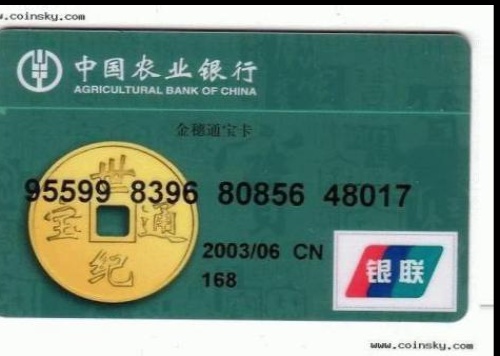 w.coinsky.com
中国农业银行
AGRICULTURAL BANK OF CHINA
金穗通宝卡
世
宝 通
纪
95599 8396 80856 48017
2003/06 CN
168
银联
www.coinsky.com